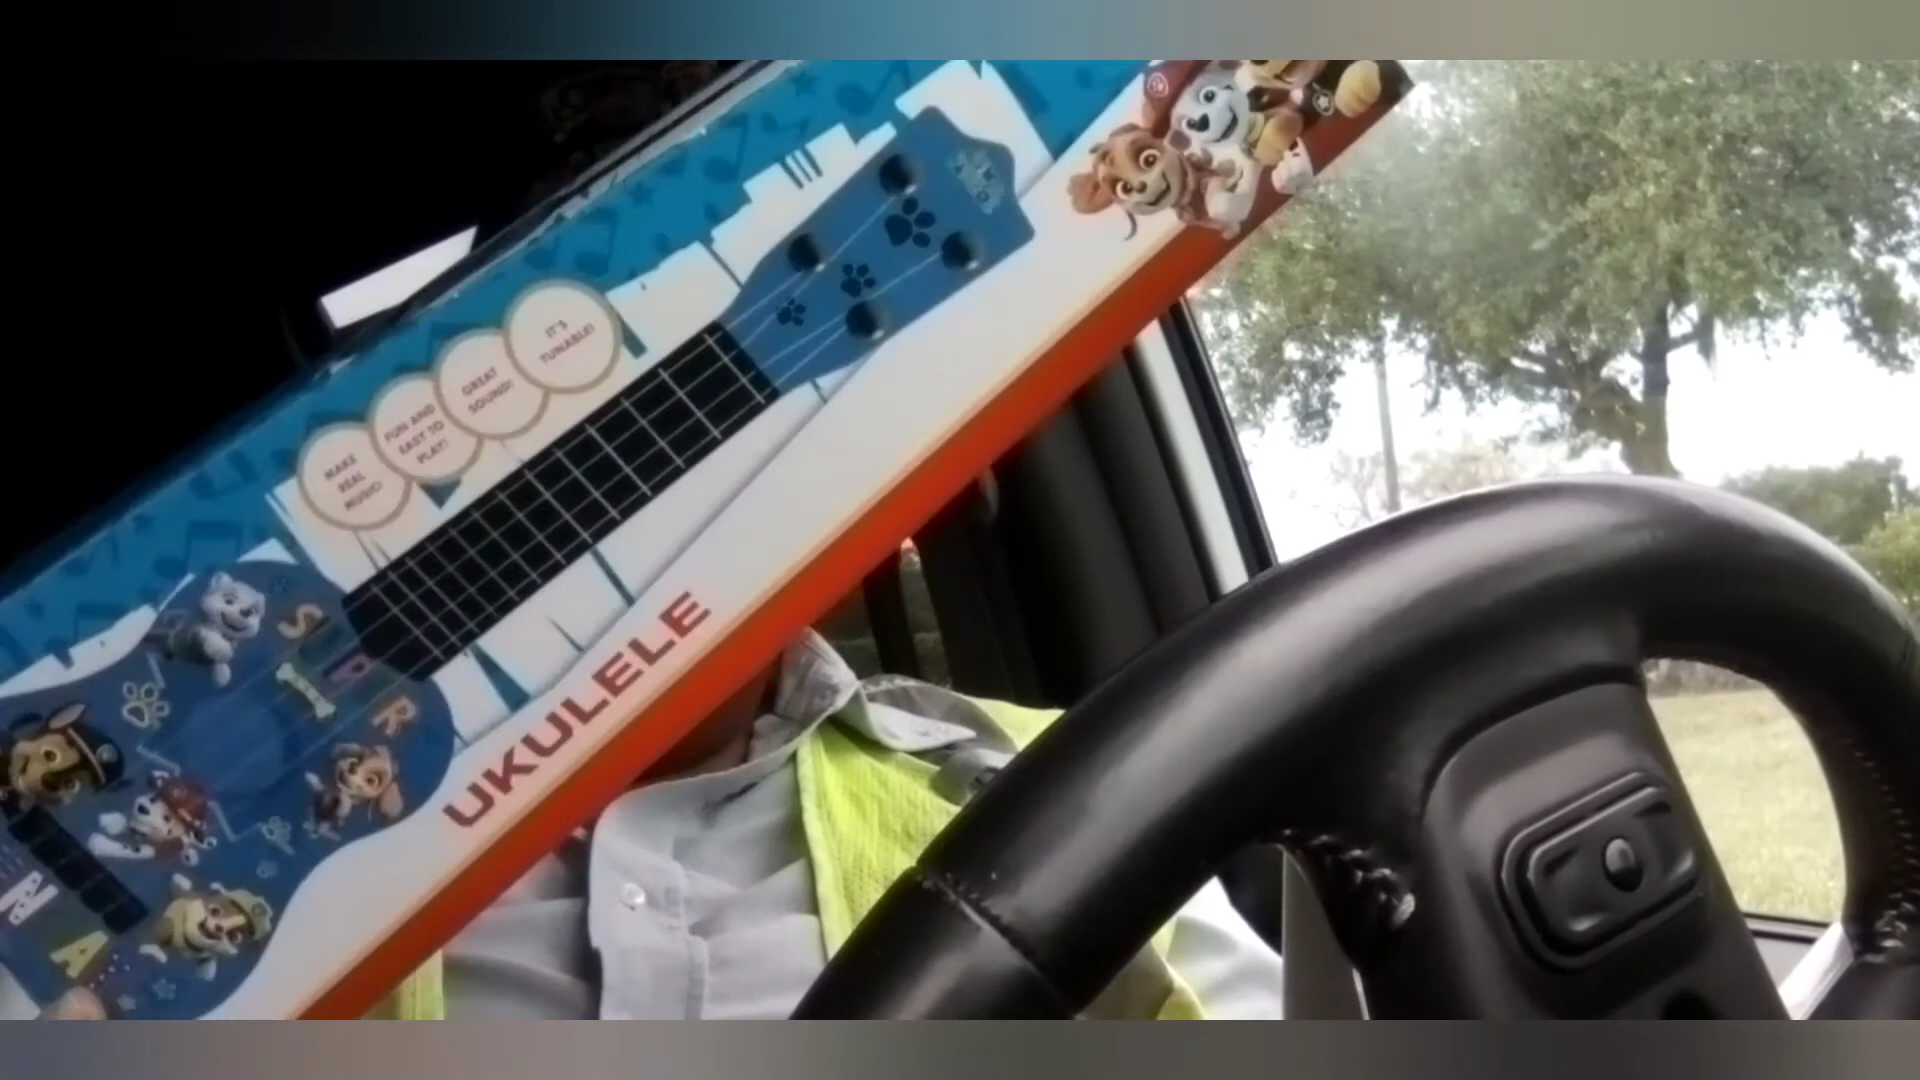 MAKE
REAL
MUSIC!
FUN AND
EASY TO
PLAY!
GREAT
SOUND!
IT'S
TUNABLE!
UKULELE